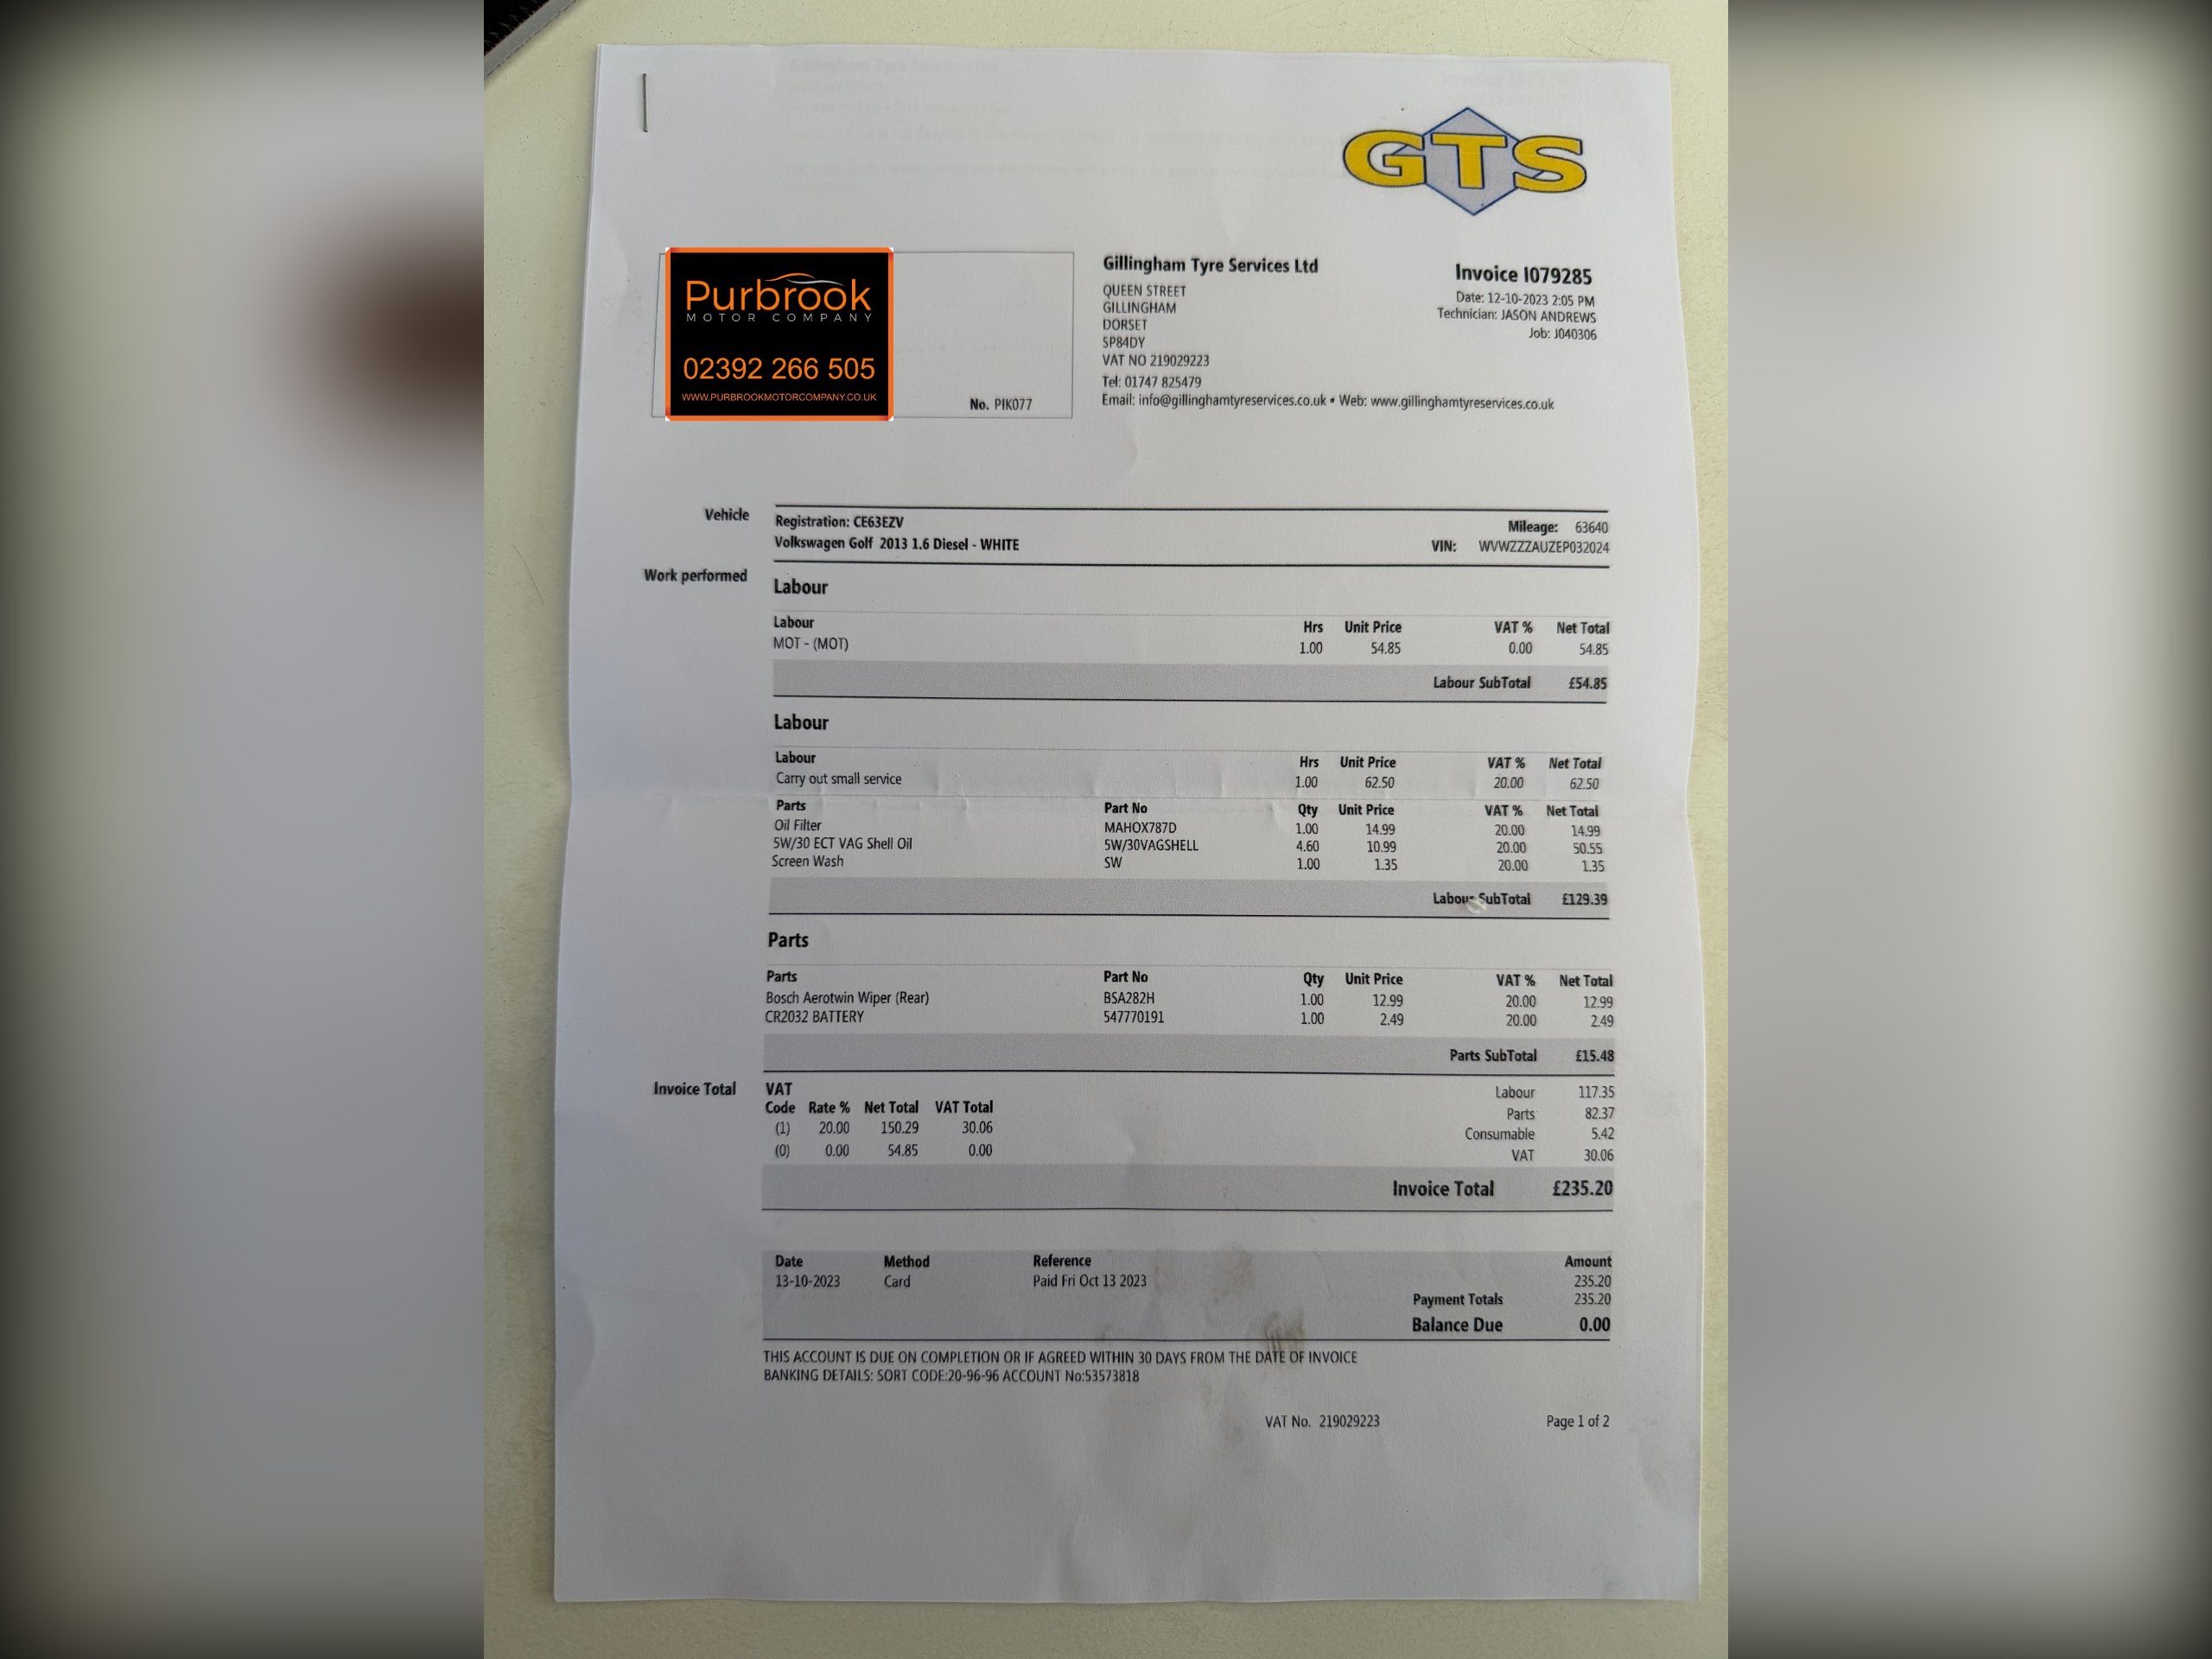 GTS
Purbrook
MOTOR COMPANY
02392 266 505
WWW.PURBROOKMOTORCOMPANY.CO.UK
No. PIK077
Gillingham Tyre Services Ltd
QUEEN STREET
GILLINGHAM
DORSET
SP84DY
VAT NO 219029223
Tel: 01747 825479
Email: info@gillinghamtyreservices.co.uk • Web: www.gillinghamtyreservices.co.uk
Invoice I079285
Date: 12-10-2023 2:05 PM
Technician: JASON ANDREWS
Job: J040306
Vehicle
Registration: CE63EZV Mileage: 63640
Volkswagen Golf 2013 1.6 Diesel - WHITE VIN: WVWZZZAUZEP032024
Work performed
Labour
Labour Hrs Unit Price VAT % Net Total
MOT - (MOT) 1.00 54.85 0.00 54.85
Labour SubTotal £54.85
Labour
Labour Hrs Unit Price VAT % Net Total
Carry out small service 1.00 62.50 20.00 62.50
Parts Part No Qty Unit Price VAT % Net Total
Oil Filter MAHOX787D 1.00 14.99 20.00 14.99
5W/30 ECT VAG Shell Oil 5W/30VAGSHELL 4.60 10.99 20.00 50.55
Screen Wash SW 1.00 1.35 20.00 1.35
Labour SubTotal £129.39
Parts
Parts Part No Qty Unit Price VAT % Net Total
Bosch Aerotwin Wiper (Rear) BSA282H 1.00 12.99 20.00 12.99
CR2032 BATTERY 547770191 1.00 2.49 20.00 2.49
Parts SubTotal £15.48
Invoice Total
VAT
Code Rate % Net Total VAT Total
(1) 20.00 150.29 30.06
(0) 0.00 54.85 0.00
Labour 117.35
Parts 82.37
Consumable 5.42
VAT 30.06
Invoice Total £235.20
Date Method Reference Amount
13-10-2023 Card Paid Fri Oct 13 2023 235.20
Payment Totals 235.20
Balance Due 0.00
THIS ACCOUNT IS DUE ON COMPLETION OR IF AGREED WITHIN 30 DAYS FROM THE DATE OF INVOICE
BANKING DETAILS: SORT CODE:20-96-96 ACCOUNT No:53573818
VAT No. 219029223 Page 1 of 2